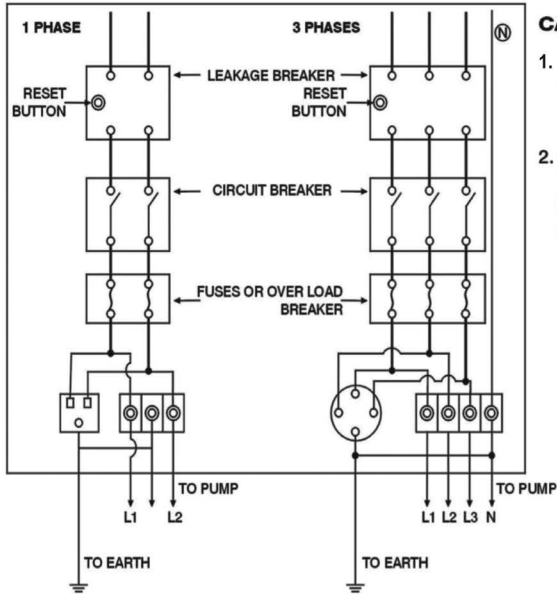 1 PHASE
3 PHASES
N
CA
1.
LEAKAGE BREAKER
RESET
BUTTON
RESET
BUTTON
2.
CIRCUIT BREAKER
FUSES OR OVER LOAD
BREAKER
TO PUMP
TO PUMP
L1
L2
L1 L2 L3 N
TO EARTH
TO EARTH